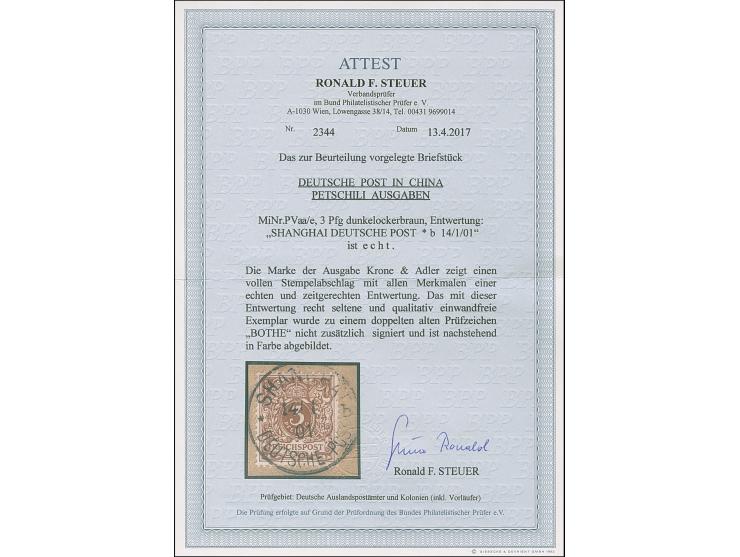 ATTEST
RONALD F. STEUER
Verbandsprüfer
im Bund Philatelistischer Prüfer e. V.
A-1030 Wien, Löwengasse 38/14, Tel. 00431 9699014
Nr. 2344 Datum 13.4.2017
Das zur Beurteilung vorgelegte Briefstück
DEUTSCHE POST IN CHINA
PETSCHILI AUSGABEN
MiNr.PVaa/e, 3 Pfg dunkelockerbraun, Entwertung:
„SHANGHAI DEUTSCHE POST * b 14/1/01“
ist echt.
Die Marke der Ausgabe Krone & Adler zeigt einen
vollen Stempelabschlag mit allen Merkmalen einer
echten und zeitgerechten Entwertung. Das mit dieser
Entwertung recht seltene und qualitativ einwandfreie
Exemplar wurde zu einem doppelten alten Prüfzeichen
„BOTHE“ nicht zusätzlich signiert und ist nachstehend
in Farbe abgebildet.
3
REICHSPOST
Ronald F. STEUER
Prüfgebiet: Deutsche Auslandspostämter und Kolonien (inkl. Vorläufer)
Die Prüfung erfolgte auf Grund der Prüfordnung des Bundes Philatelistischer Prüfer e.V.